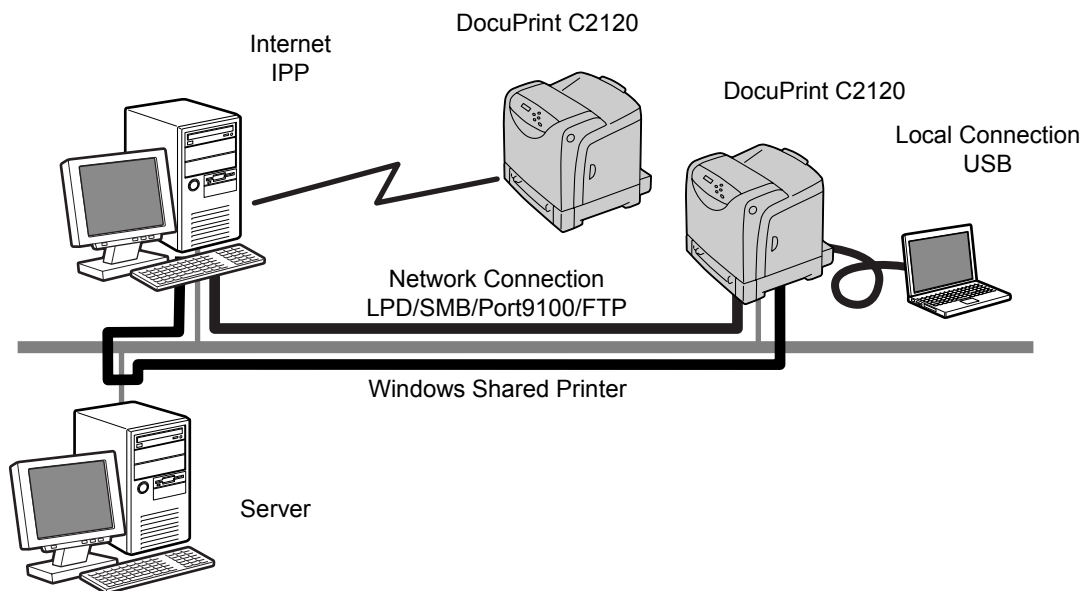 DocuPrint C2120
Internet
IPP
DocuPrint C2120
Local Connection
USB
Network Connection
LPD/SMB/Port9100/FTP
Windows Shared Printer
Server